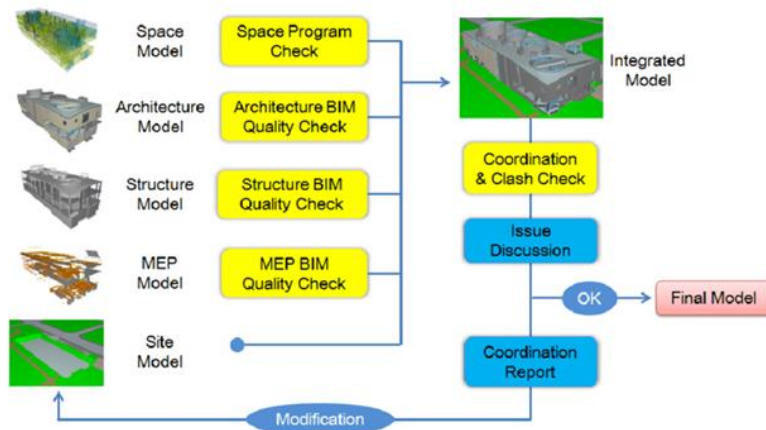 Space
Model
Space Program
Check
Architecture
Model
Architecture BIM
Quality Check
Structure
Model
Structure BIM
Quality Check
MEP
Model
MEP BIM
Quality Check
Site
Model
Integrated
Model
Coordination
& Clash Check
Issue
Discussion
OK
Final Model
Coordination
Report
Modification